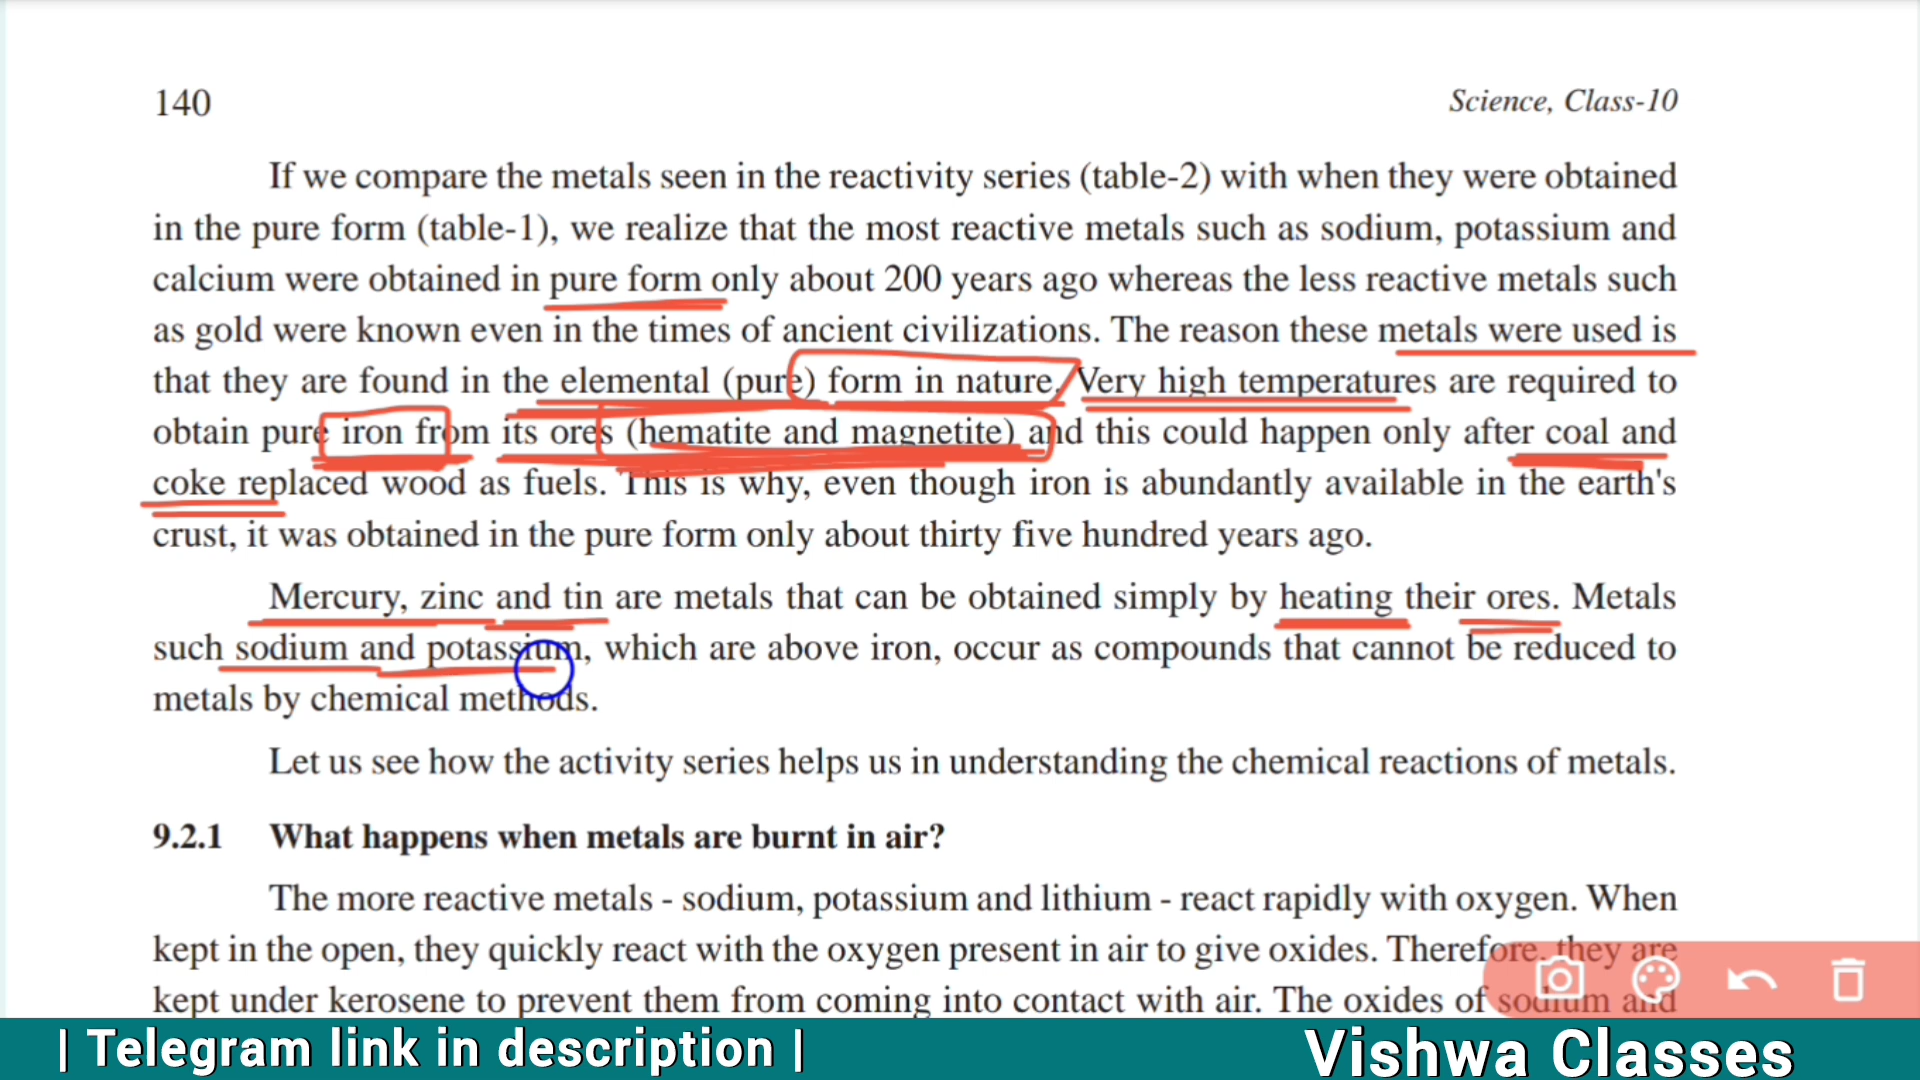 140
Science, Class-10
If we compare the metals seen in the reactivity series (table-2) with when they were obtained
in the pure form (table-1), we realize that the most reactive metals such as sodium, potassium and
calcium were obtained in pure form only about 200 years ago whereas the less reactive metals such
as gold were known even in the times of ancient civilizations. The reason these metals were used is
that they are found in the elemental (pure) form in nature. Very high temperatures are required to
obtain pure iron from its ores (hematite and magnetite) and this could happen only after coal and
coke replaced wood as fuels. This is why, even though iron is abundantly available in the earth's
crust, it was obtained in the pure form only about thirty five hundred years ago.
Mercury, zinc and tin are metals that can be obtained simply by heating their ores. Metals
such sodium and potassium, which are above iron, occur as compounds that cannot be reduced to
metals by chemical methods.
Let us see how the activity series helps us in understanding the chemical reactions of metals.
9.2.1 What happens when metals are burnt in air?
The more reactive metals - sodium, potassium and lithium - react rapidly with oxygen. When
kept in the open, they quickly react with the oxygen present in air to give oxides. Therefore, they are
kept under kerosene to prevent them from coming into contact with air. The oxides of sodium and
| Telegram link in description |
Vishwa Classes